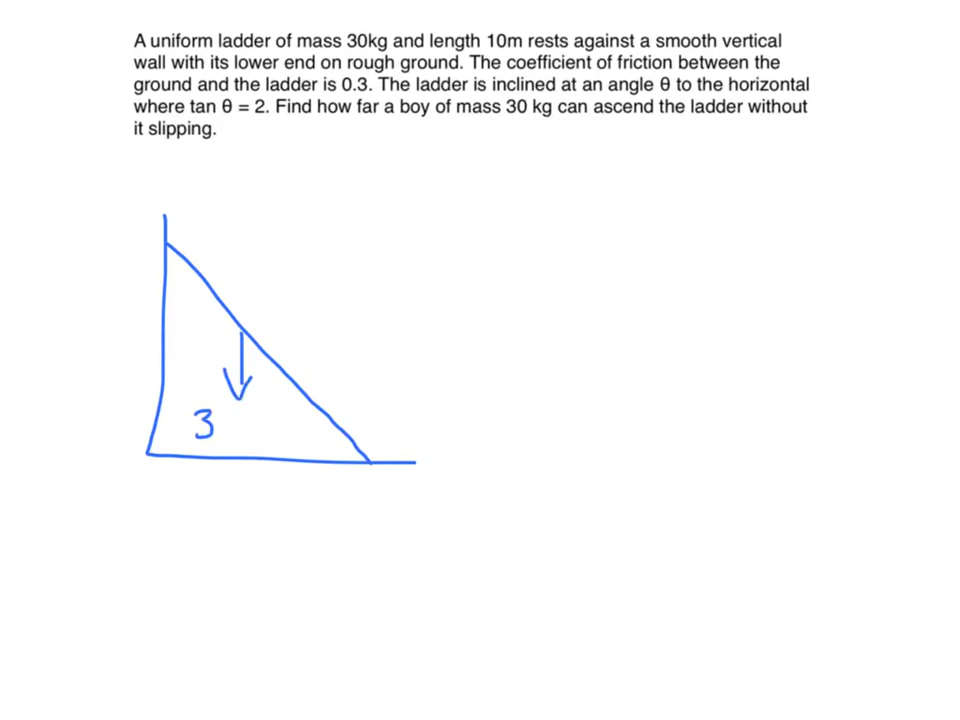 A uniform ladder of mass 30kg and length 10m rests against a smooth vertical
wall with its lower end on rough ground. The coefficient of friction between the
ground and the ladder is 0.3. The ladder is inclined at an angle θ to the horizontal
where tan θ = 2. Find how far a boy of mass 30 kg can ascend the ladder without
it slipping.
3